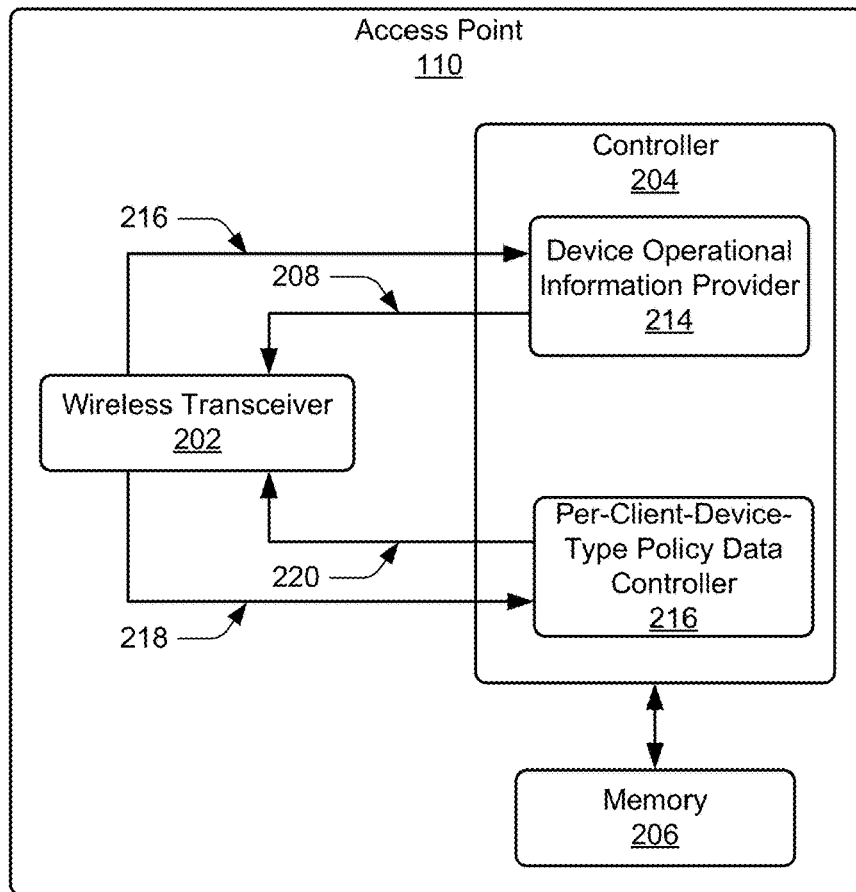 Access Point
110
Controller
204
216
Device Operational
Information Provider
214
208
Wireless Transceiver
202
Per-Client-Device-
Type Policy Data
Controller
216
220
218
Memory
206